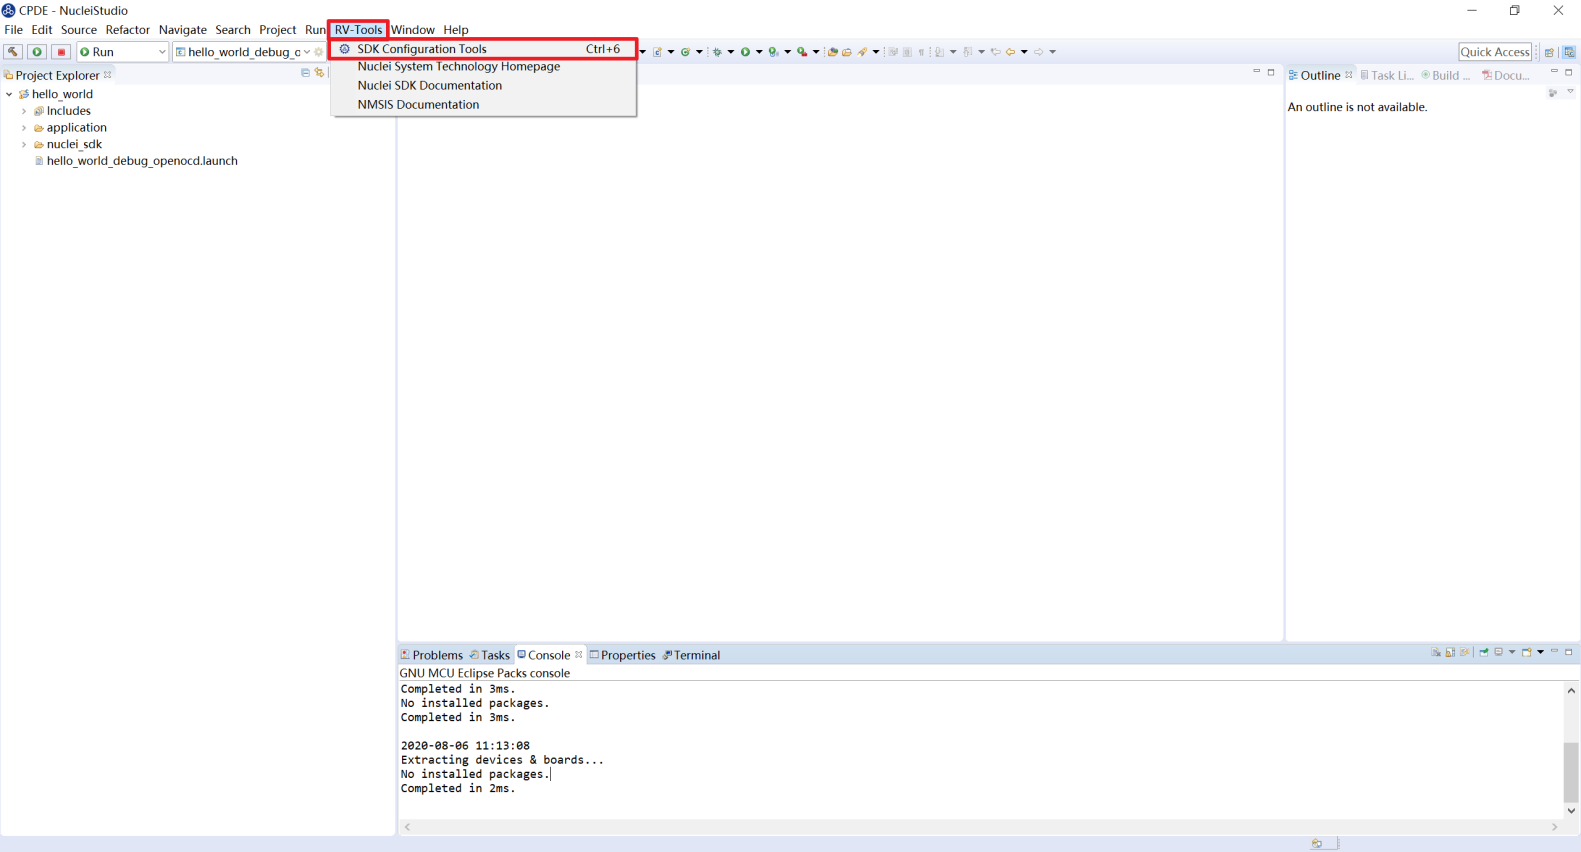 CPDE - NucleiStudio
File Edit Source Refactor Navigate Search Project Run RV-Tools Window Help
Run
hello_world_debug_o
Quick Access
SDK Configuration Tools Ctrl+6
Nuclei System Technology Homepage
Nuclei SDK Documentation
NMSIS Documentation
Project Explorer
hello_world
Includes
application
nuclei_sdk
hello_world_debug_openocd.launch
Outline Task Li... Build ... Docu...
An outline is not available.
Problems Tasks Console Properties Terminal
GNU MCU Eclipse Packs console
Completed in 3ms.
No installed packages.
Completed in 3ms.
2020-08-06 11:13:08
Extracting devices & boards...
No installed packages.
Completed in 2ms.